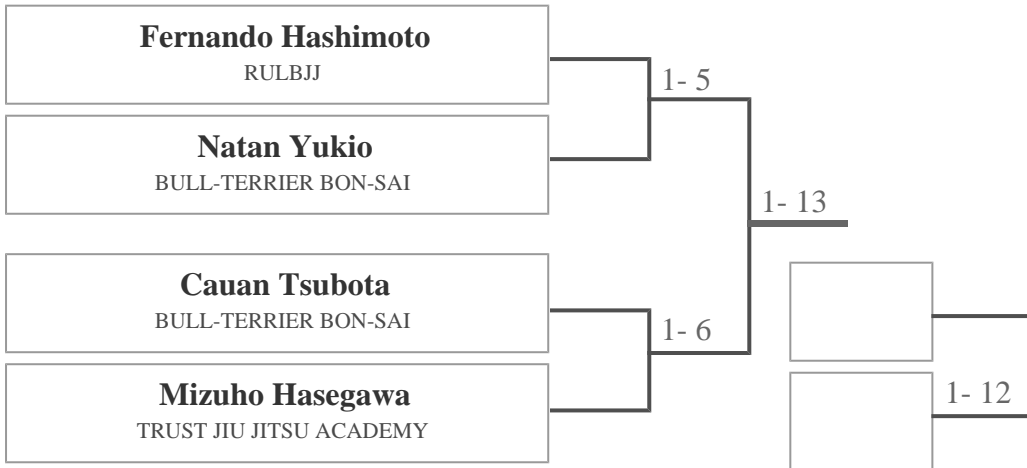 Fernando Hashimoto
RULBJJ
1- 5
Natan Yukio
BULL-TERRIER BON-SAI
1- 13
Cauan Tsubota
BULL-TERRIER BON-SAI
1- 6
Mizuho Hasegawa
TRUST JIU JITSU ACADEMY
1- 12